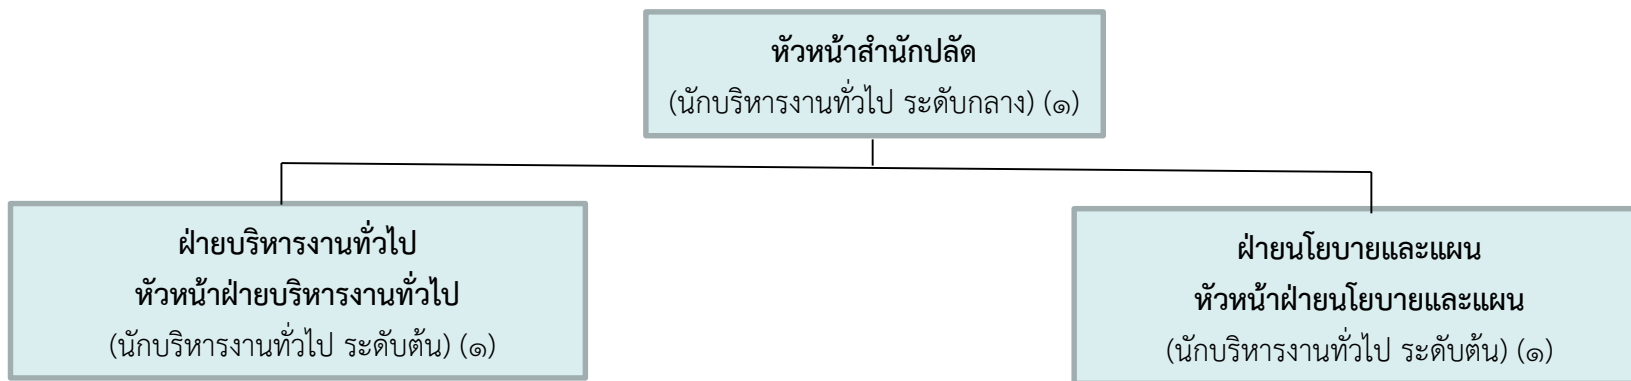 หัวหน้าสำนักปลัด
(นักบริหารงานทั่วไป ระดับกลาง) (๑)
ฝ่ายบริหารงานทั่วไป
หัวหน้าฝ่ายบริหารงานทั่วไป
(นักบริหารงานทั่วไป ระดับต้น) (๑)
ฝ่ายนโยบายและแผน
หัวหน้าฝ่ายนโยบายและแผน
(นักบริหารงานทั่วไป ระดับต้น) (๑)